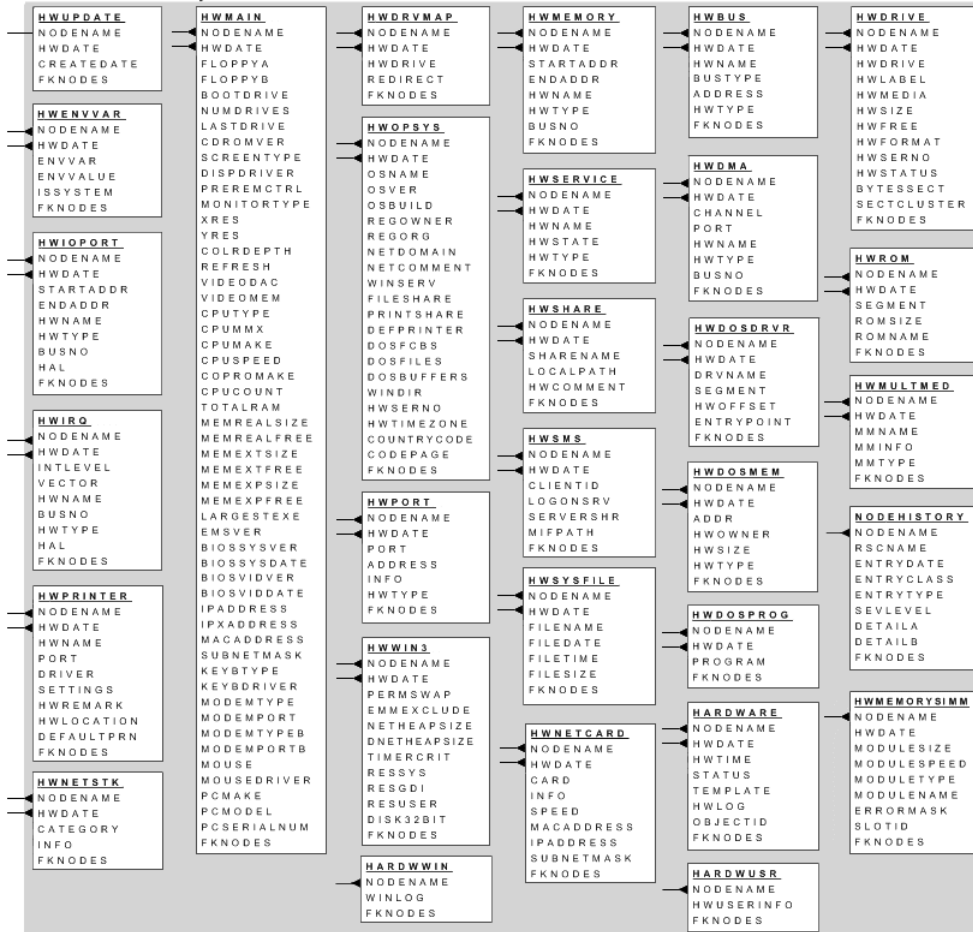 HWUPDATE
NODENAME
HWDATE
CREATEDATE
FKNODES
HWENVVAR
NODENAME
HWDATE
ENVVAR
ENVVALUE
ISSYSTEM
FKNODES
HWIOPORT
NODENAME
HWDATE
STARTADDR
ENDADDR
HWNAME
HWTYPE
BUSNO
HAL
FKNODES
HWIRQ
NODENAME
HWDATE
INTLEVEL
VECTOR
HWNAME
BUSNO
HWTYPE
HAL
FKNODES
HWPRINTER
NODENAME
HWDATE
HWNAME
PORT
DRIVER
SETTINGS
HWREMARK
HWLOCATION
DEFAULTPRN
FKNODES
HWNETSTK
NODENAME
HWDATE
CATEGORY
INFO
FKNODES
HWMAIN
NODENAME
HWDATE
FLOPPYA
FLOPPYB
BOOTDRIVE
NUMDRIVES
LASTDRIVE
CDROMVER
SCREENTYPE
DISPDRIVER
PREREMCTRL
MONITORTYPE
XRES
YRES
COLRDEPTH
REFRESH
VIDEODAC
VIDEOMEM
CPUTYPE
CPUMMX
CPUMAKE
CPUSPEED
COPROMAKE
CPUCOUNT
TOTALRAM
MEMREALSIZE
MEMREALFREE
MEMEXTSIZE
MEMEXTFREE
MEMEXPSIZE
MEMEXPFREE
LARGESTEXE
EMSVER
BIOSSYSVER
BIOSSYSDATE
BIOSVIDVER
BIOSVIDDATE
IPADDRESS
IPXADDRESS
MACADDRESS
SUBNETMASK
KEYBTYPE
KEYBDRIVER
MODEMTYPE
MODEMPORT
MODEMTYPEB
MODEMPORTB
MOUSE
MOUSEDRIVER
PCMAKE
PCMODEL
PCSERIALNUM
FKNODES
HWDRVMAP
NODENAME
HWDATE
HWDRIVE
REDIRECT
FKNODES
HWOPSYS
NODENAME
HWDATE
OSNAME
OSVER
OSBUILD
REGOWNER
REGORG
NETDOMAIN
NETCOMMENT
WINSERV
FILESHARE
PRINTSHARE
DEFPRINTER
DOSFCBS
DOSFILES
DOSBUFFERS
WINDIR
HWSERNO
HWTIMEZONE
COUNTRYCODE
CODEPAGE
FKNODES
HWPORT
NODENAME
HWDATE
PORT
ADDRESS
INFO
HWTYPE
FKNODES
HWWIN3
NODENAME
HWDATE
PERMSWAP
EMMEXCLUDE
NETHEAPSIZE
DNETHEAPSIZE
TIMERCRIT
RESSYS
RESGDI
RESUSER
DISK32BIT
FKNODES
HARDWWIN
NODENAME
WINLOG
FKNODES
HWMEMORY
NODENAME
HWDATE
STARTADDR
ENDADDR
HWNAME
HWTYPE
BUSNO
FKNODES
HWSERVICE
NODENAME
HWDATE
HWNAME
HWSTATE
HWTYPE
FKNODES
HWSHARE
NODENAME
HWDATE
SHARENAME
LOCALPATH
HWCOMMENT
FKNODES
HWSMS
NODENAME
HWDATE
CLIENTID
LOGONSRV
SERVERSHR
MIFPATH
FKNODES
HWSYSFILE
NODENAME
HWDATE
FILENAME
FILEDATE
FILETIME
FILESIZE
FKNODES
HWNETCARD
NODENAME
HWDATE
CARD
INFO
SPEED
MACADDRESS
IPADDRESS
SUBNETMASK
FKNODES
HWBUS
NODENAME
HWDATE
HWNAME
BUSTYPE
ADDRESS
HWTYPE
FKNODES
HWDMA
NODENAME
HWDATE
CHANNEL
PORT
HWNAME
HWTYPE
BUSNO
FKNODES
HWDOSDRVR
NODENAME
HWDATE
DRVNAME
SEGMENT
HWOFFSET
ENTRYPOINT
FKNODES
HWDOSMEM
NODENAME
HWDATE
ADDR
HWOWNER
HWSIZE
HWTYPE
FKNODES
HWDOSPROG
NODENAME
HWDATE
PROGRAM
FKNODES
HARDWARE
NODENAME
HWDATE
HWTIME
STATUS
TEMPLATE
HWLOG
OBJECTID
FKNODES
HARDWUSR
NODENAME
HWUSERINFO
FKNODES
HWDRIVE
NODENAME
HWDATE
HWDRIVE
HWLABEL
HWMEDIA
HWSIZE
HWFREE
HWFORMAT
HWSERNO
HWSTATUS
BYTESSECT
SECTCLUSTER
FKNODES
HWROM
NODENAME
HWDATE
SEGMENT
ROMSIZE
ROMNAME
FKNODES
HWMULTMED
NODENAME
HWDATE
MMNAME
MMINFO
MMTYPE
FKNODES
NODEHISTORY
NODENAME
RSCNAME
ENTRYDATE
ENTRYCLASS
ENTRYTYPE
SEVLEVEL
DETAILA
DETAILB
FKNODES
HWMEMORYSIMM
NODENAME
HWDATE
MODULESIZE
MODULESPEED
MODULETYPE
MODULENAME
ERRORMASK
SLOTID
FKNODES